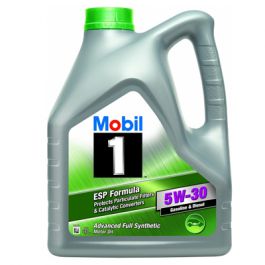 Mobil
1
ESP Formula
Protects Particulate Filters
& Catalytic Converters
5W-30
Gasoline & Diesel
Advanced Full Synthetic
Motor Oil